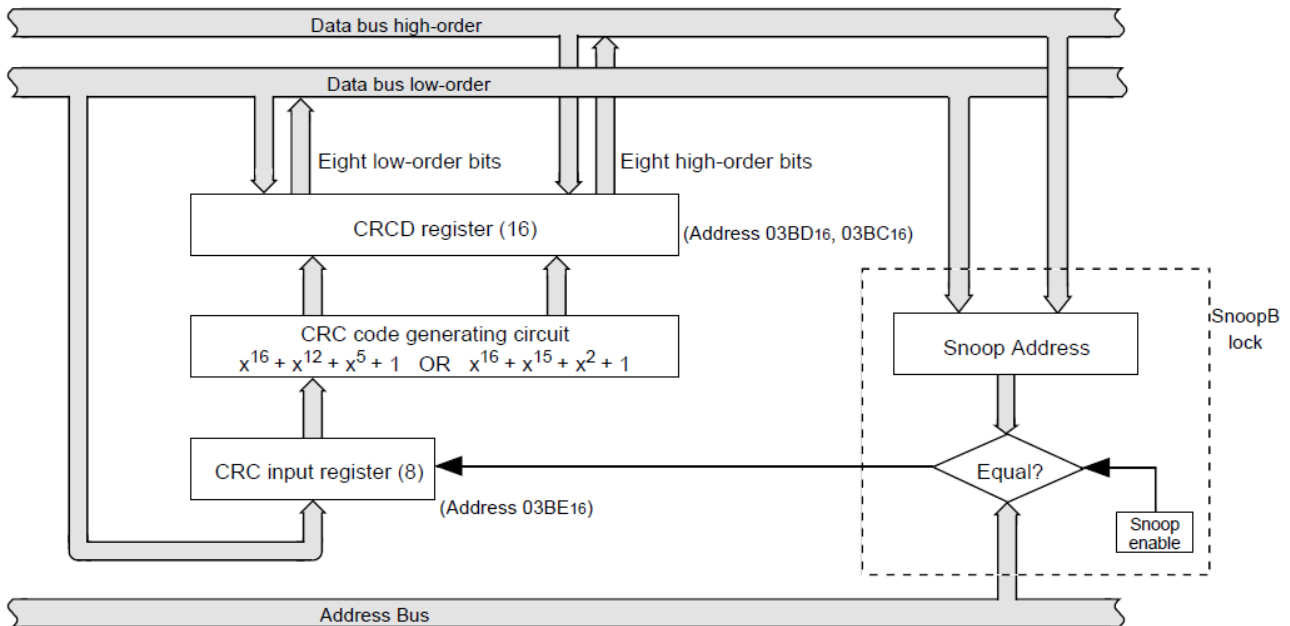 Data bus high-order
Data bus low-order
Eight low-order bits
Eight high-order bits
CRCD register (16)
(Address 03BD₁₆, 03BC₁₆)
CRC code generating circuit
x¹⁶ + x¹² + x⁵ + 1 OR x¹⁶ + x¹⁵ + x² + 1
SnoopB
lock
Snoop Address
CRC input register (8)
(Address 03BE₁₆)
Equal?
Snoop
enable
Address Bus